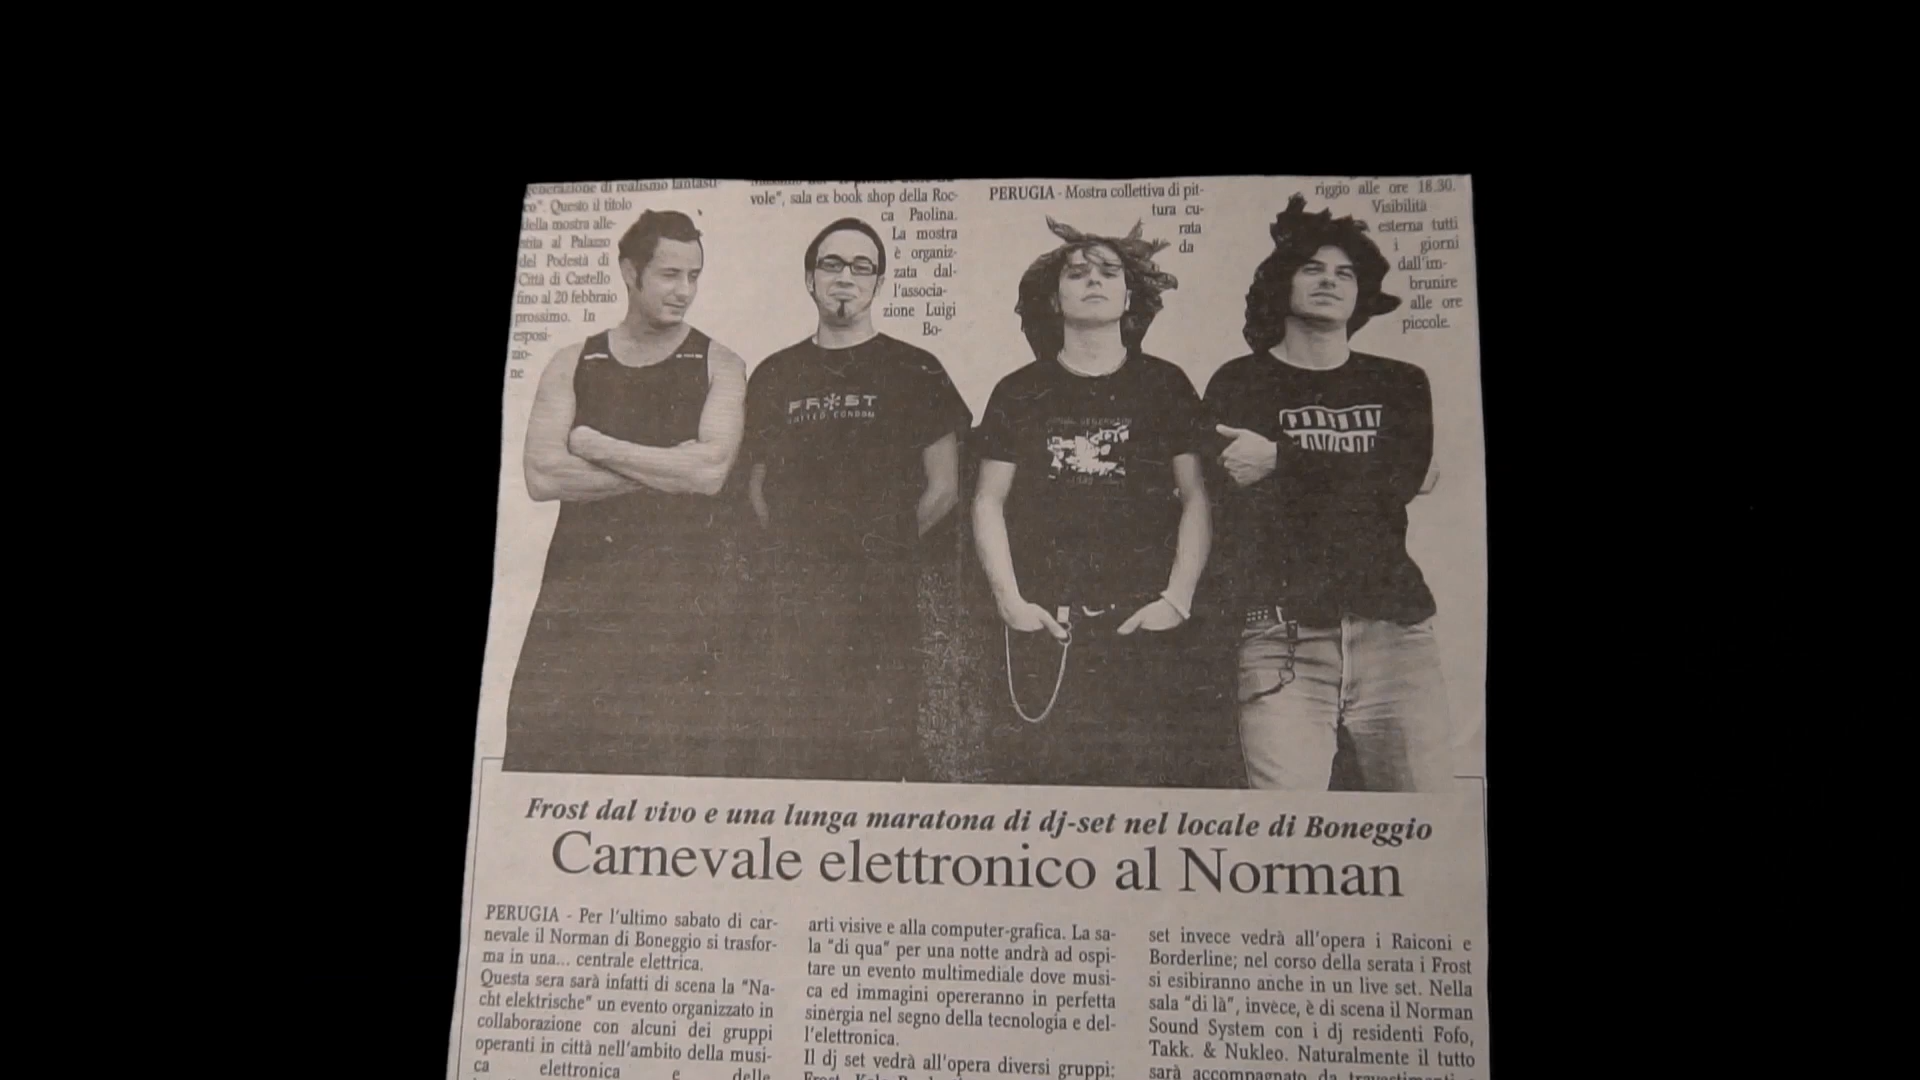 generazione di realismo fantasti-
co". Questo il titolo
della mostra alle-
stita al Palazzo
del Podestà di
Città di Castello
fino al 20 febbraio
prossimo. In
esposi-
zio-
ne
vole", sala ex book shop della Roc-
ca Paolina.
La mostra
è organiz-
zata dal-
l'associa-
zione Luigi
Bo-
PERUGIA - Mostra collettiva di pit-
tura cu-
rata
da
riggio alle ore 18.30.
Visibilità
esterna tutti
i giorni
dall'im-
brunire
alle ore
piccole.
FR*ST
UNITED CONDOM
Frost dal vivo e una lunga maratona di dj-set nel locale di Boneggio
Carnevale elettronico al Norman
PERUGIA - Per l'ultimo sabato di car-
nevale il Norman di Boneggio si trasfor-
ma in una... centrale elettrica.
Questa sera sarà infatti di scena la "Na-
cht elektrische" un evento organizzato in
collaborazione con alcuni dei gruppi
operanti in città nell'ambito della musi-
ca elettronica e delle
arti visive e alla computer-grafica. La sa-
la "di qua" per una notte andrà ad ospi-
tare un evento multimediale dove musi-
ca ed immagini opereranno in perfetta
sinergia nel segno della tecnologia e del-
l'elettronica.
Il dj set vedrà all'opera diversi gruppi:
set invece vedrà all'opera i Raiconi e
Borderline; nel corso della serata i Frost
si esibiranno anche in un live set. Nella
sala "di là", invece, è di scena il Norman
Sound System con i dj residenti Fofo,
Takk. & Nukleo. Naturalmente il tutto
sarà accompagnato da travestimenti